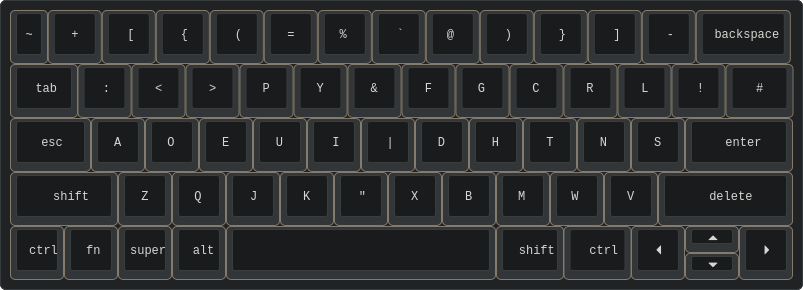 ~ + [ { ( = % ` @ ) } ] - backspace
tab : < > P Y & F G C R L ! #
esc A O E U I | D H T N S enter
shift Z Q J K " X B M W V delete
ctrl fn super alt shift ctrl